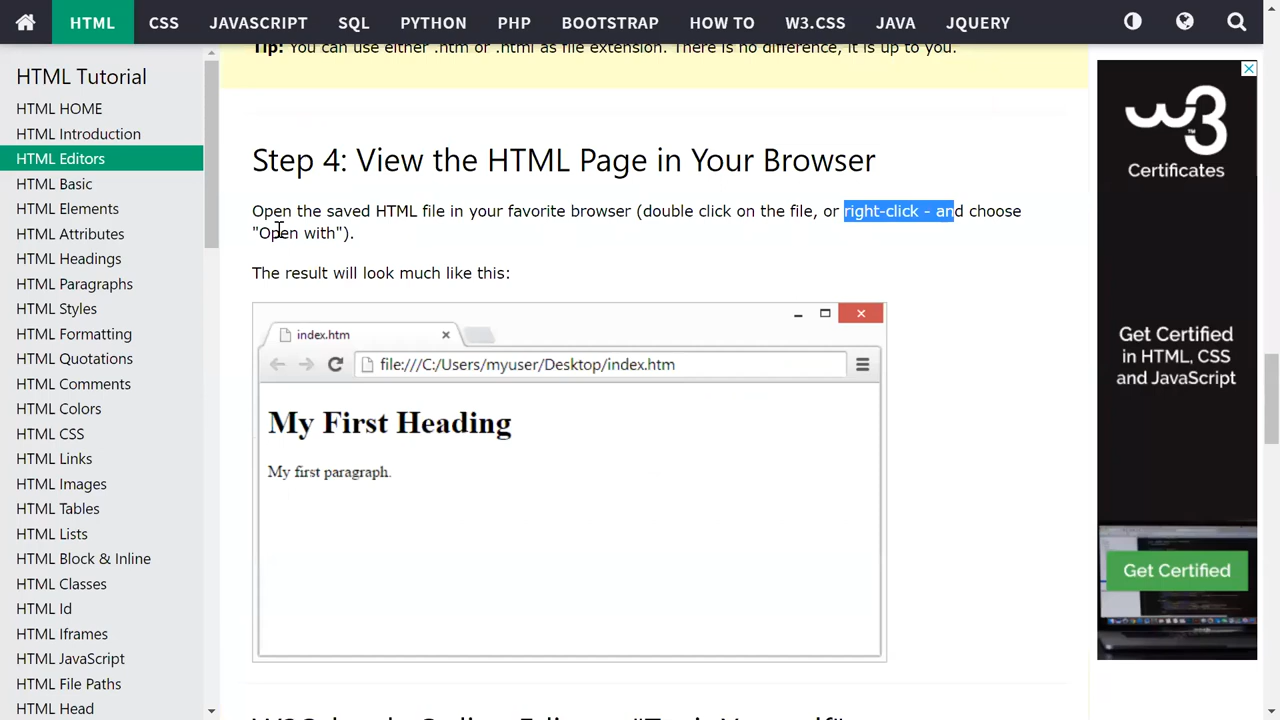 HTML CSS JAVASCRIPT SQL PYTHON PHP BOOTSTRAP HOW TO W3.CSS JAVA JQUERY
HTML Tutorial
HTML HOME
HTML Introduction
HTML Editors
HTML Basic
HTML Elements
HTML Attributes
HTML Headings
HTML Paragraphs
HTML Styles
HTML Formatting
HTML Quotations
HTML Comments
HTML Colors
HTML CSS
HTML Links
HTML Images
HTML Tables
HTML Lists
HTML Block & Inline
HTML Classes
HTML Id
HTML Iframes
HTML JavaScript
HTML File Paths
HTML Head
Tip: You can use either .htm or .html as file extension. There is no difference, it is up to you.
Step 4: View the HTML Page in Your Browser
Open the saved HTML file in your favorite browser (double click on the file, or right-click - and choose
"Open with").
The result will look much like this:
index.htm
file:///C:/Users/myuser/Desktop/index.htm
My First Heading
My first paragraph.
w3
TM
Certificates
Get Certified
in HTML, CSS
and JavaScript
Get Certified